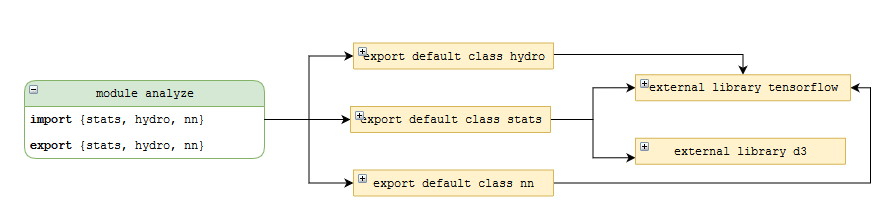 module analyze
import {stats, hydro, nn}
export {stats, hydro, nn}
export default class hydro
export default class stats
export default class nn
external library tensorflow
external library d3